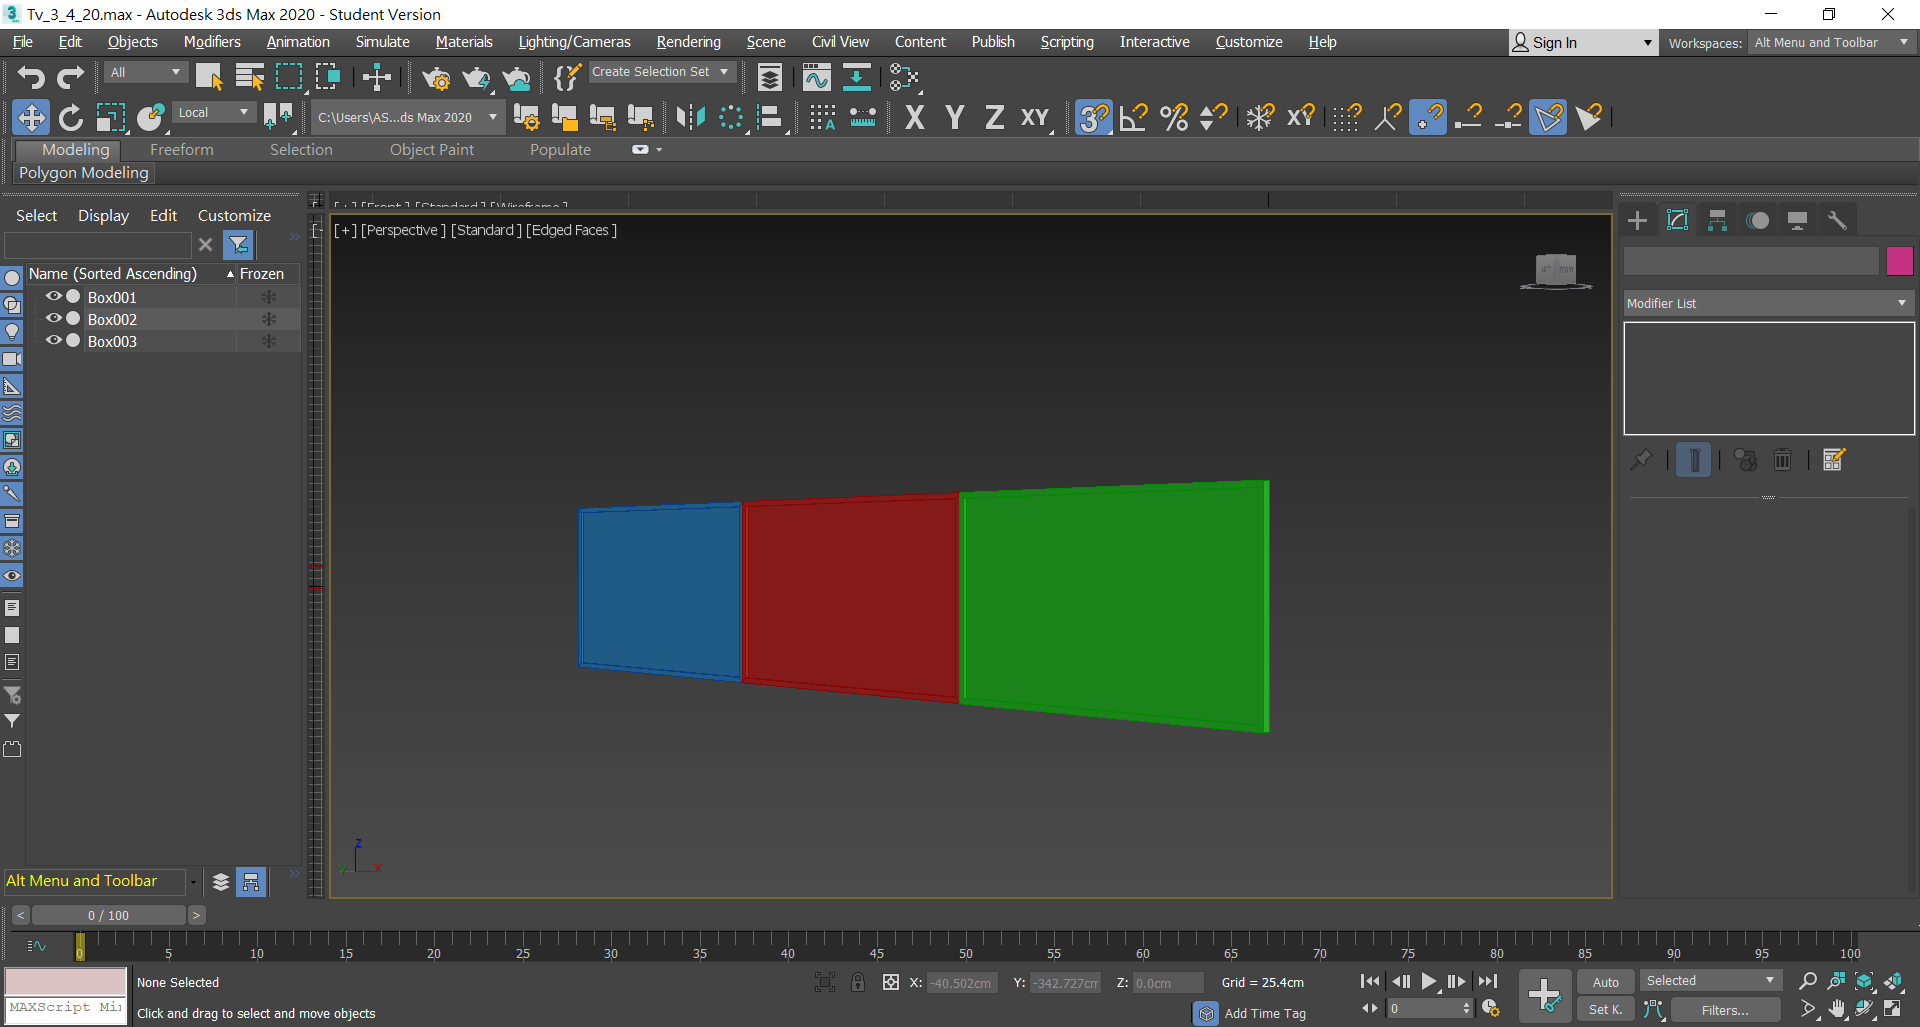 Tv_3_4_20.max - Autodesk 3ds Max 2020 - Student Version
File Edit Objects Modifiers Animation Simulate Materials Lighting/Cameras Rendering Scene Civil View Content Publish Scripting Interactive Customize Help
Sign In
Workspaces: Alt Menu and Toolbar
All
Create Selection Set
Local
C:\Users\AS...ds Max 2020
X Y Z XY
3
XY
Modeling Freeform Selection Object Paint Populate
Polygon Modeling
Select Display Edit Customize
[ + ] [Front ] [Standard ] [Wireframe ]
[ + ] [Perspective ] [Standard ] [Edged Faces ]
Name (Sorted Ascending) Frozen
Box001
Box002
Box003
Modifier List
z
y x
Alt Menu and Toolbar
< 0 / 100 >
0 5 10 15 20 25 30 35 40 45 50 55 60 65 70 75 80 85 90 95 100
None Selected
X: -40.502cm Y: -342.727cm Z: 0.0cm Grid = 25.4cm
Auto Selected
MAXScript Mi
Click and drag to select and move objects
Add Time Tag
0
Set K. Filters...